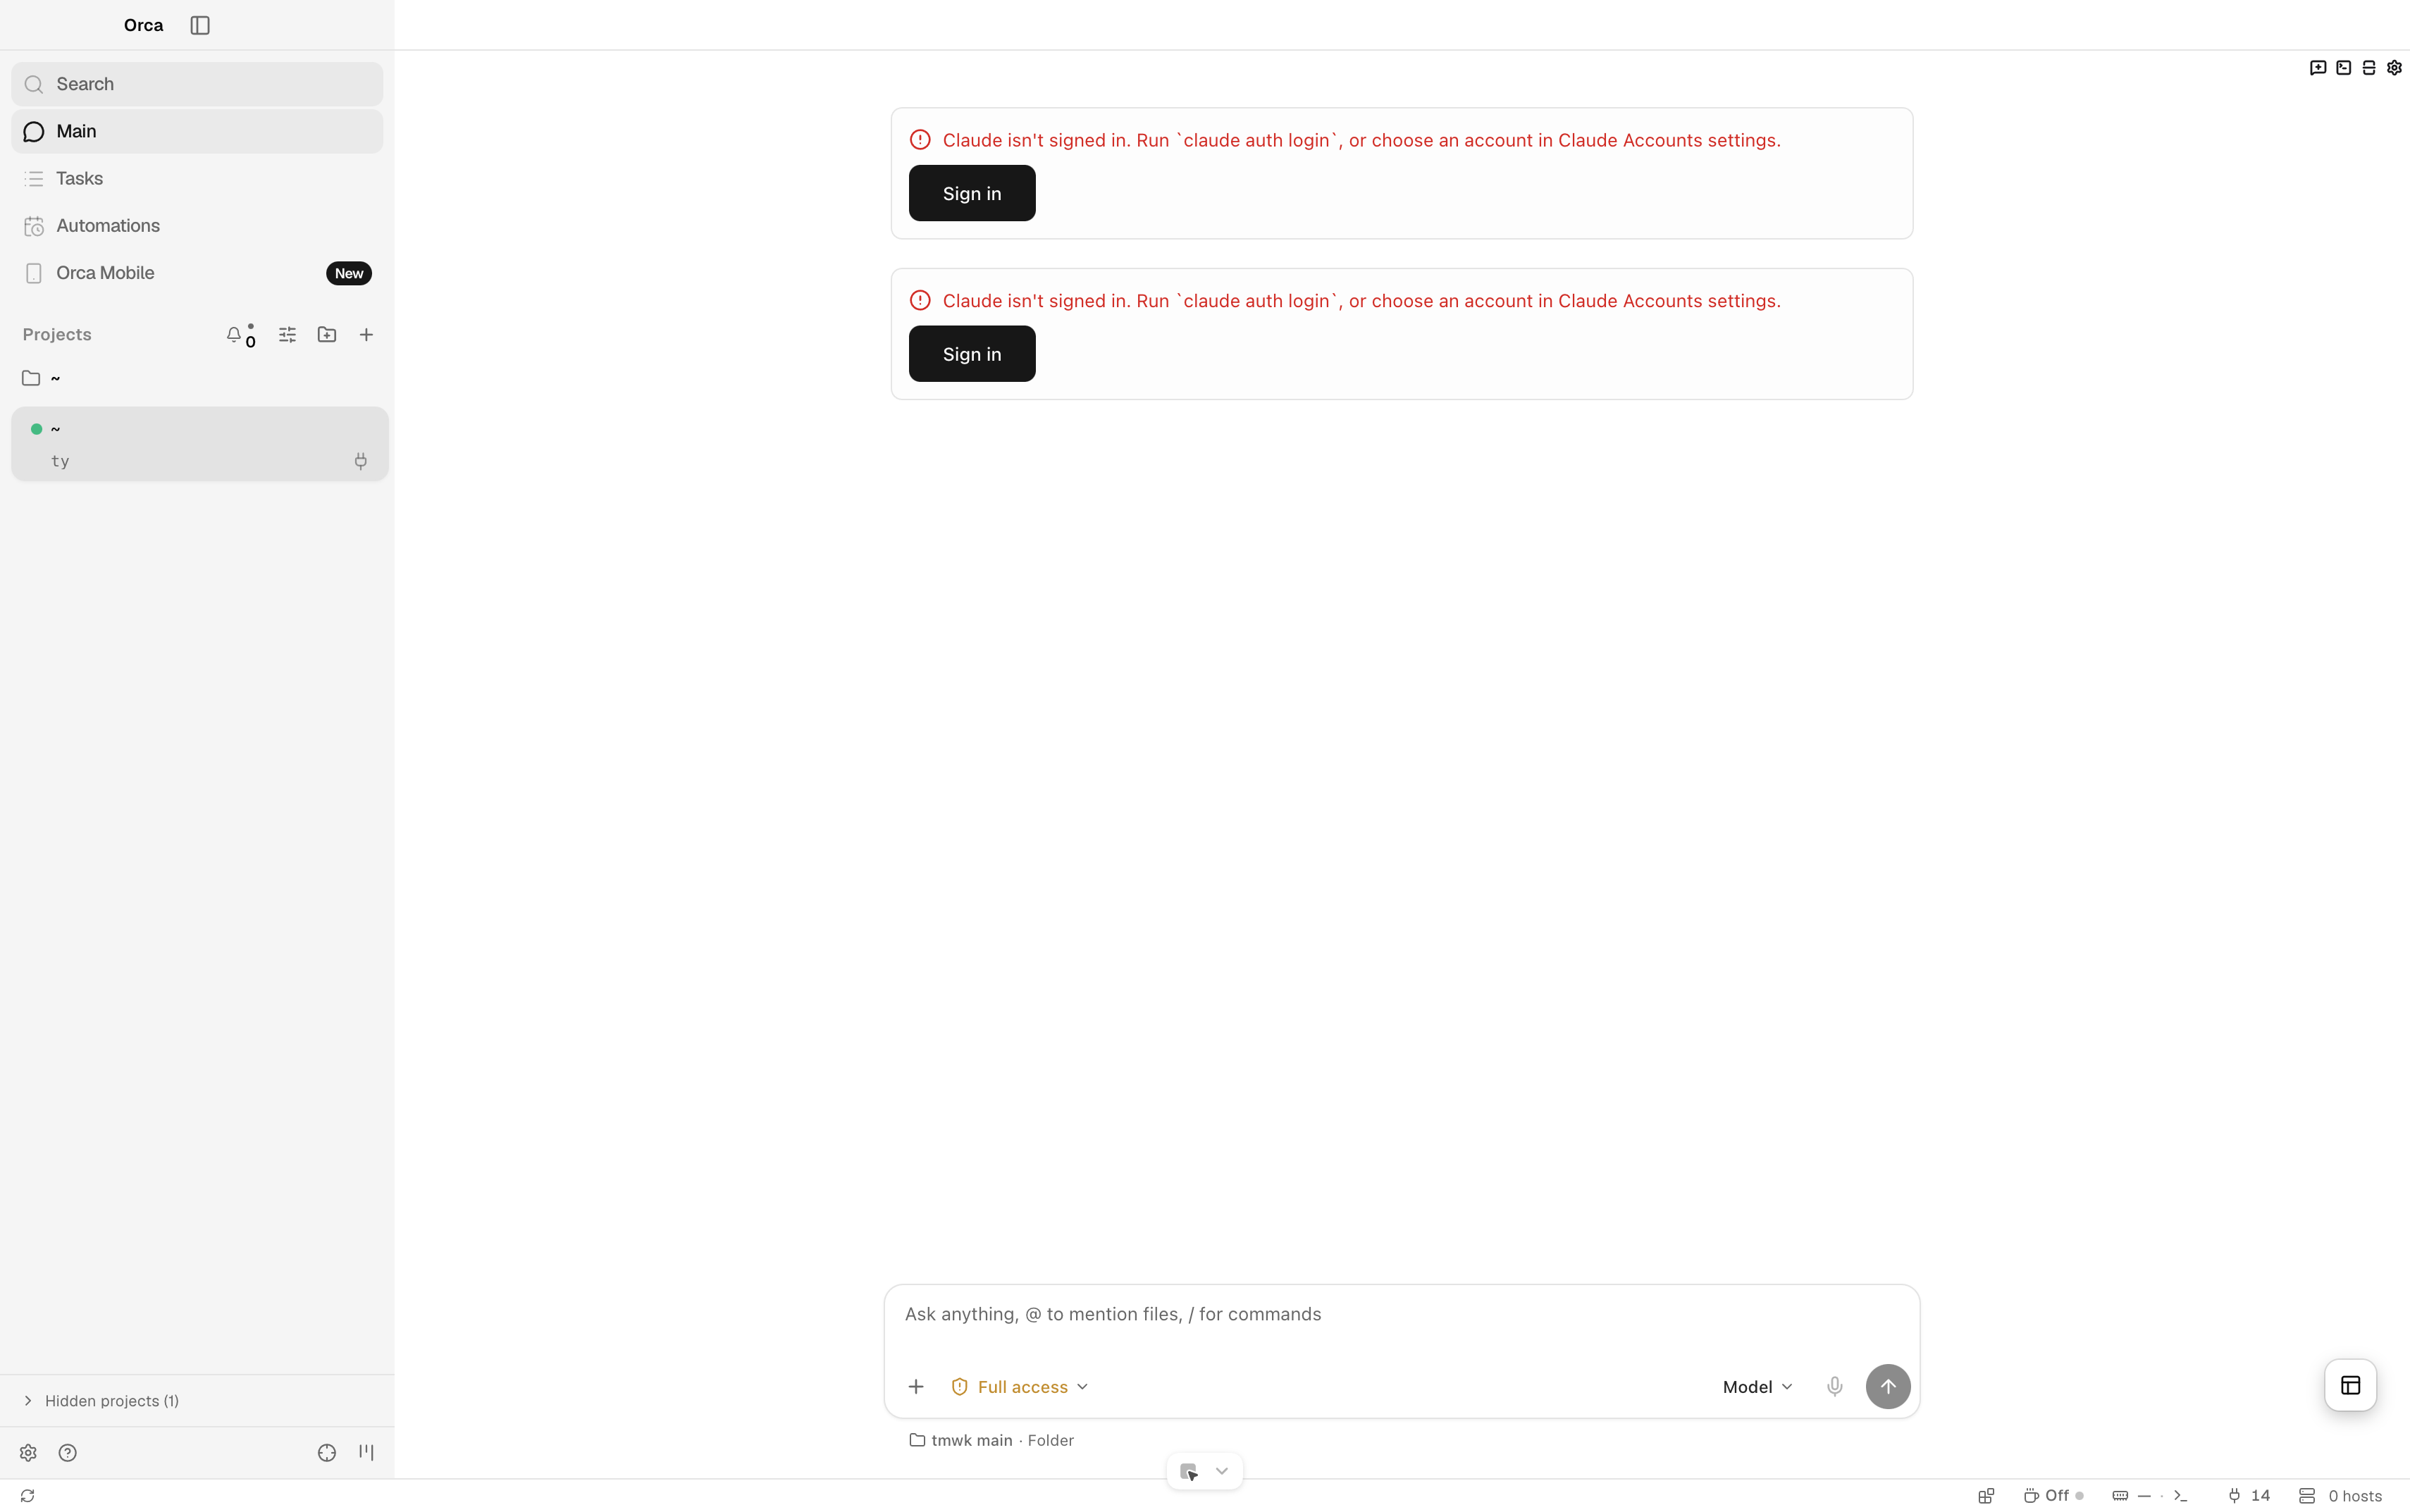 Orca
Search
Main
Tasks
Automations
Orca Mobile
New
Projects
0
~
~
ty
Hidden projects (1)
Claude isn't signed in. Run `claude auth login`, or choose an account in Claude Accounts settings.
Sign in
Claude isn't signed in. Run `claude auth login`, or choose an account in Claude Accounts settings.
Sign in
Ask anything, @ to mention files, / for commands
Full access
Model
tmwk main · Folder
Off
— ·
14
0 hosts